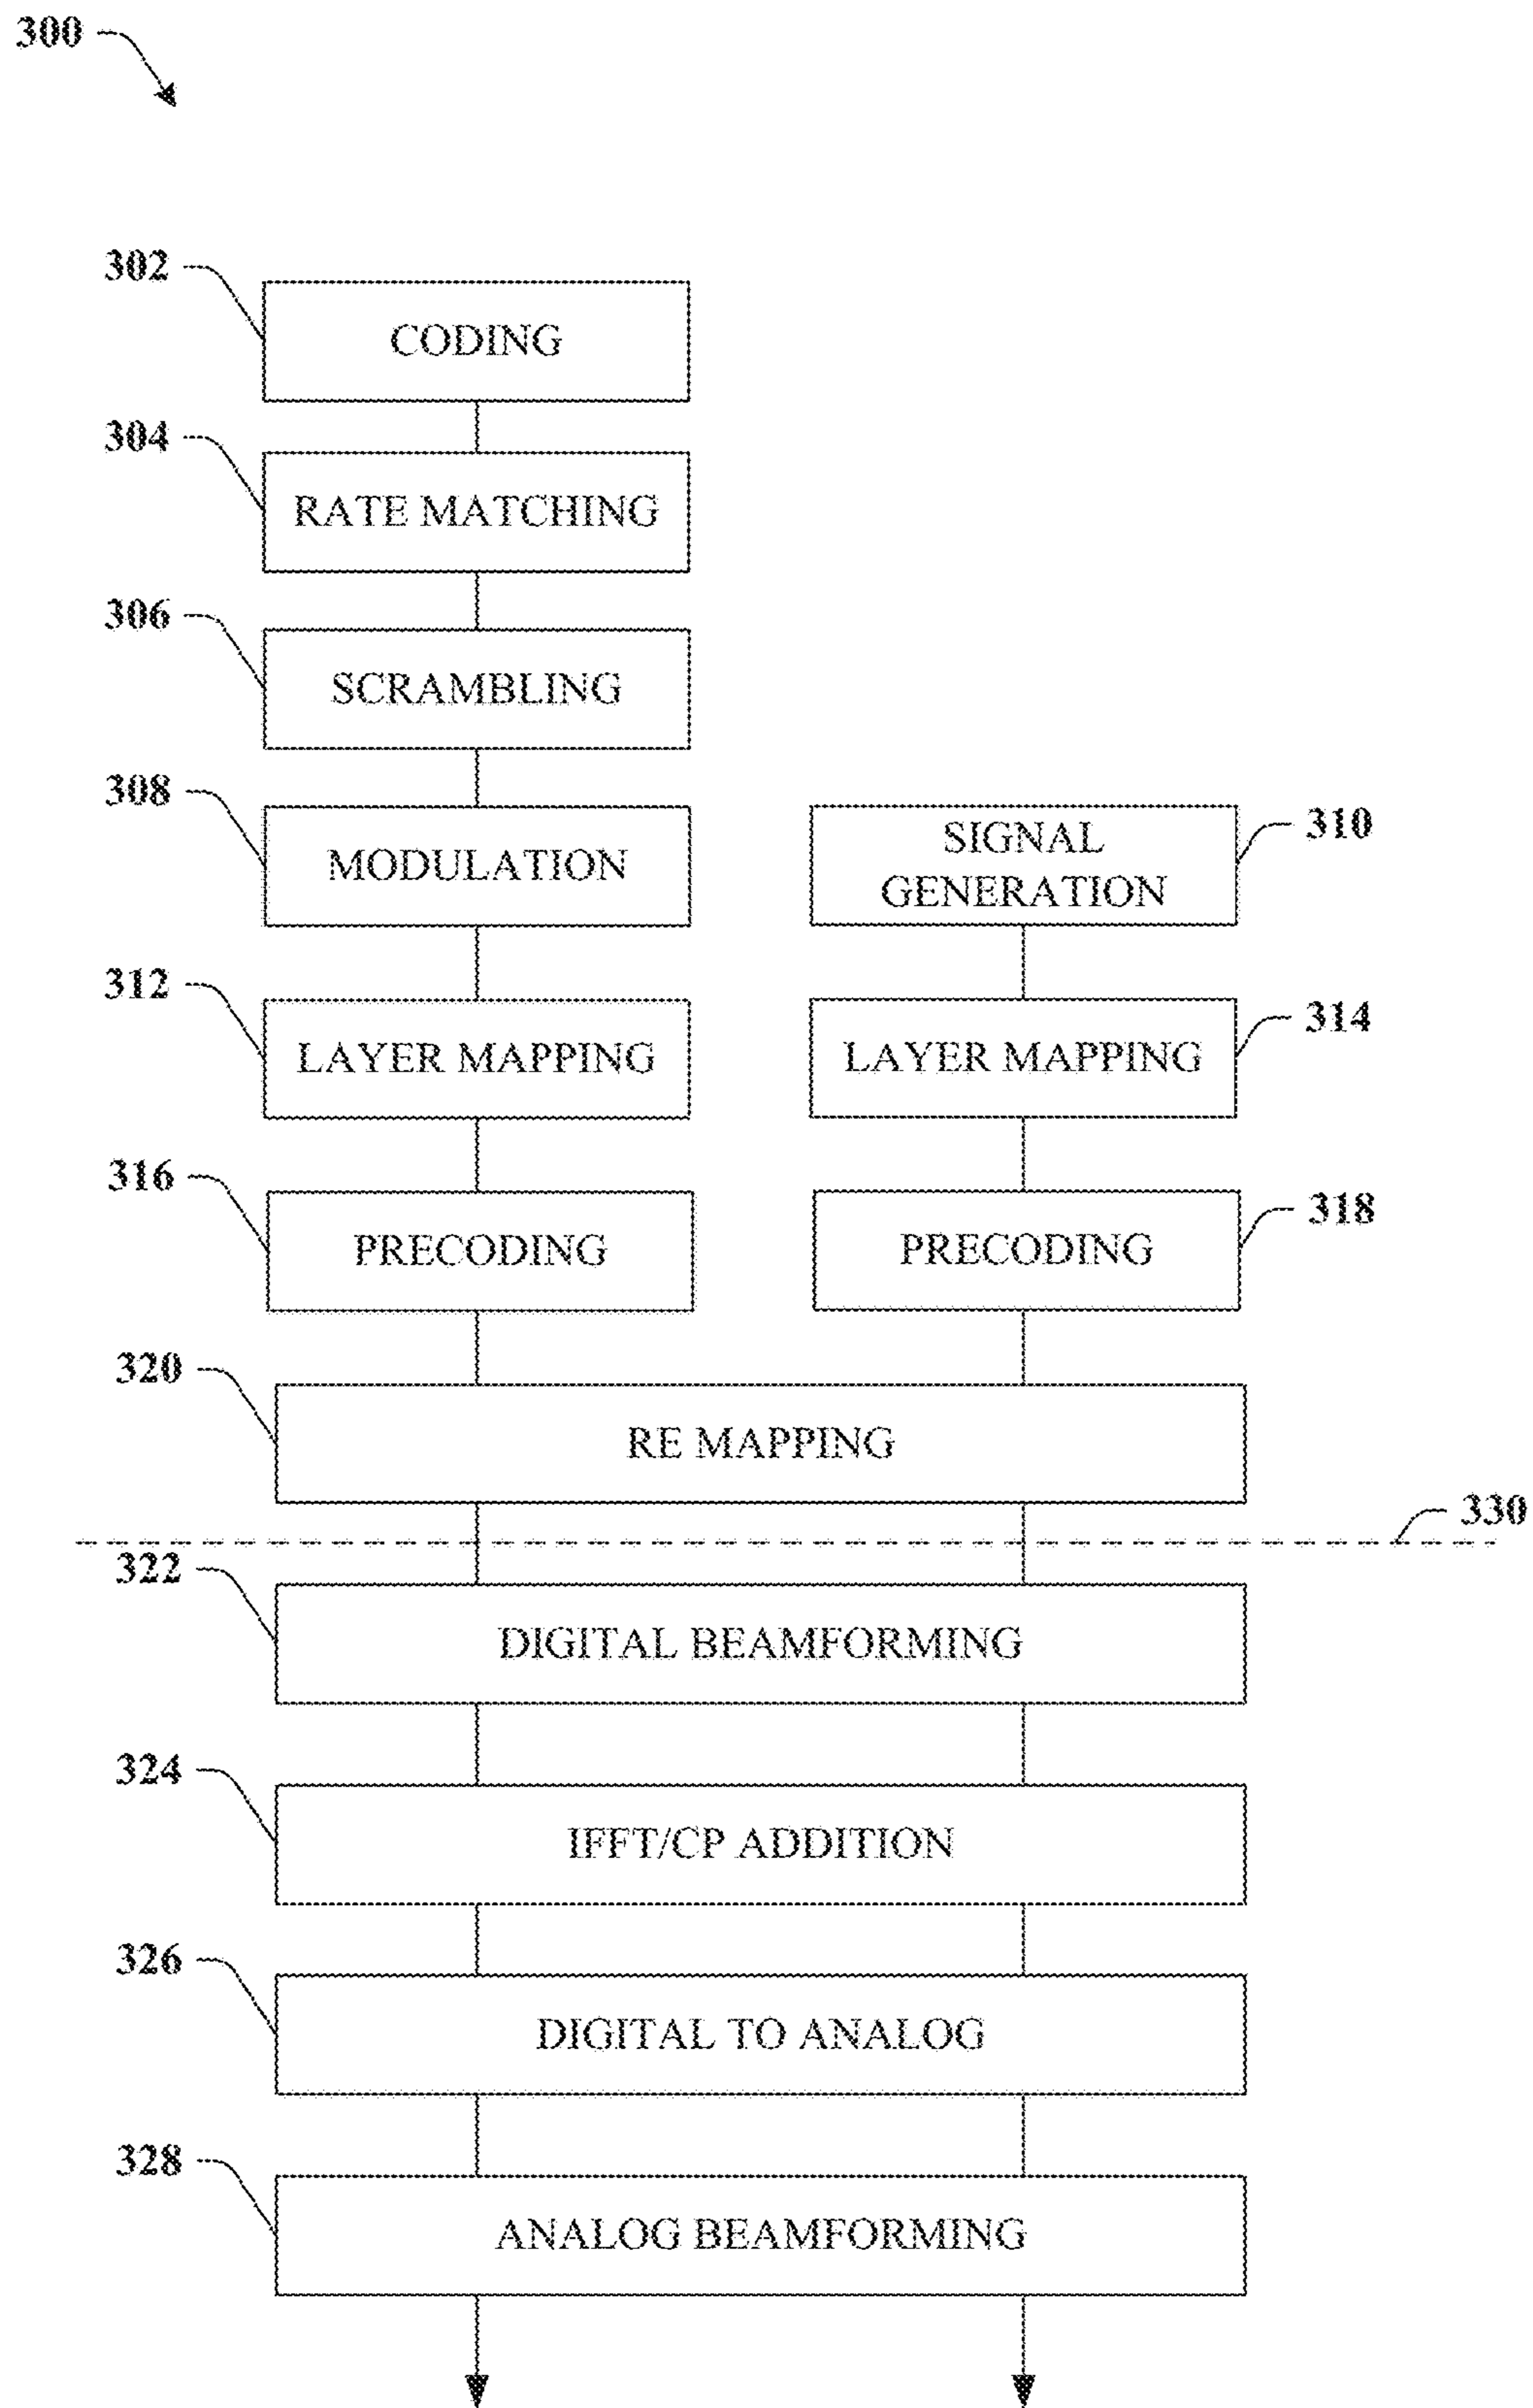 300
302
CODING
304
RATE MATCHING
306
SCRAMBLING
308
MODULATION
SIGNAL
GENERATION
310
312
LAYER MAPPING
LAYER MAPPING
314
316
PRECODING
PRECODING
318
320
RE MAPPING
330
322
DIGITAL BEAMFORMING
324
IFFT/CP ADDITION
326
DIGITAL TO ANALOG
328
ANALOG BEAMFORMING